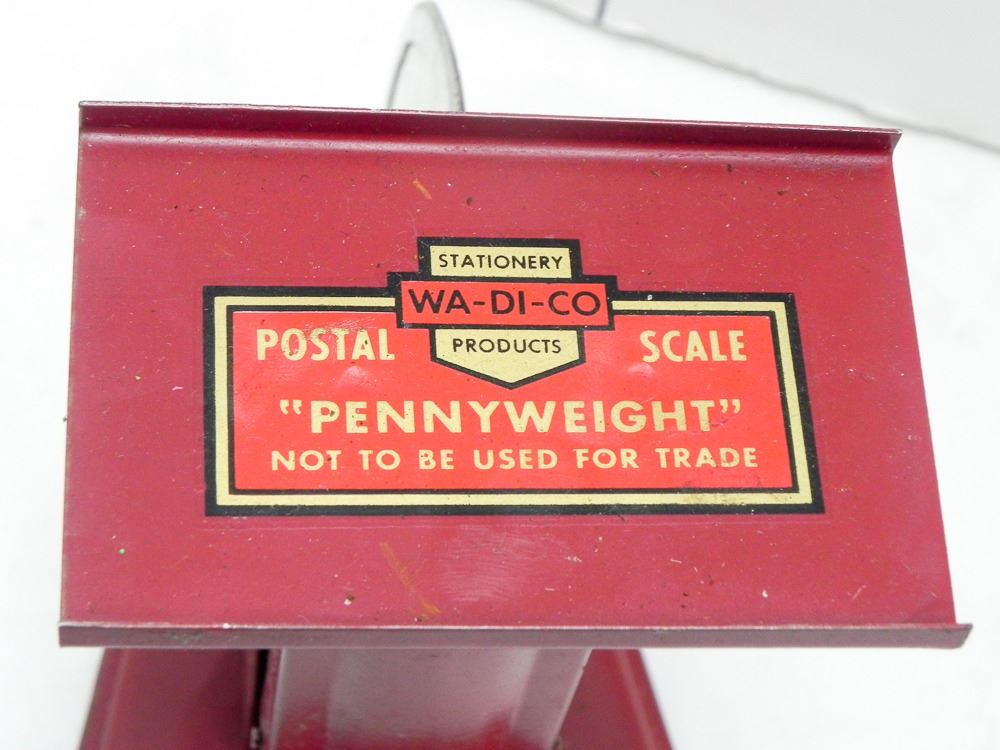 STATIONERY
WA-DI-CO
PRODUCTS
POSTAL SCALE
"PENNYWEIGHT"
NOT TO BE USED FOR TRADE